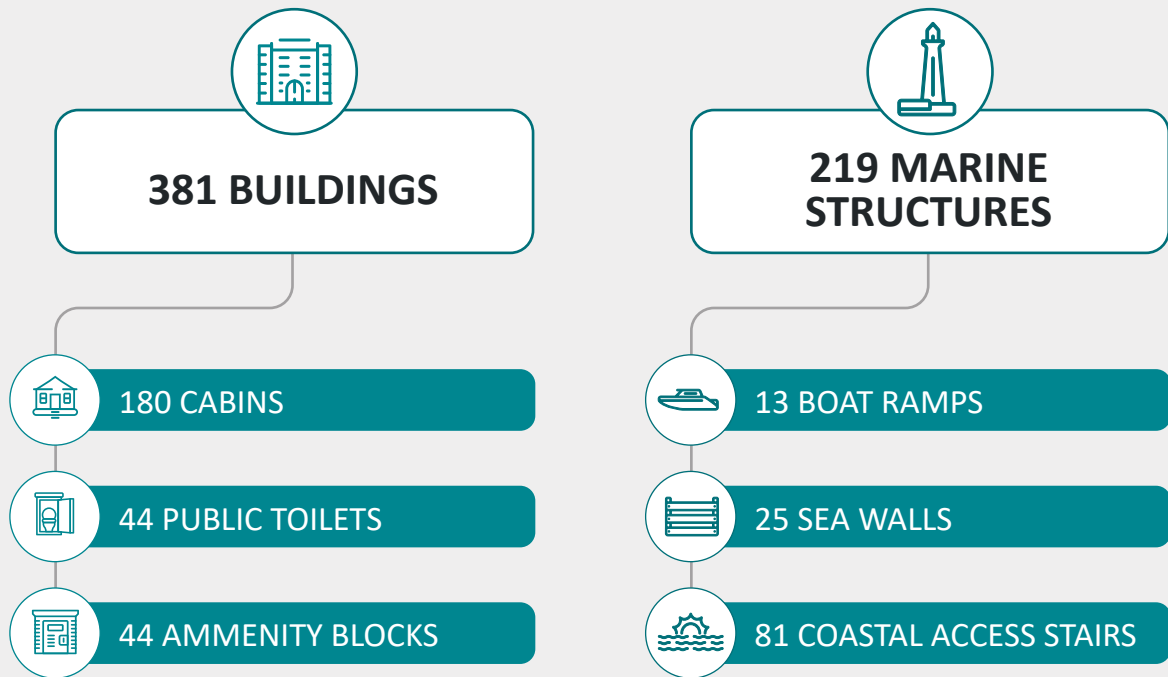 381 BUILDINGS
180 CABINS
44 PUBLIC TOILETS
44 AMMENITY BLOCKS
219 MARINE
STRUCTURES
13 BOAT RAMPS
25 SEA WALLS
81 COASTAL ACCESS STAIRS